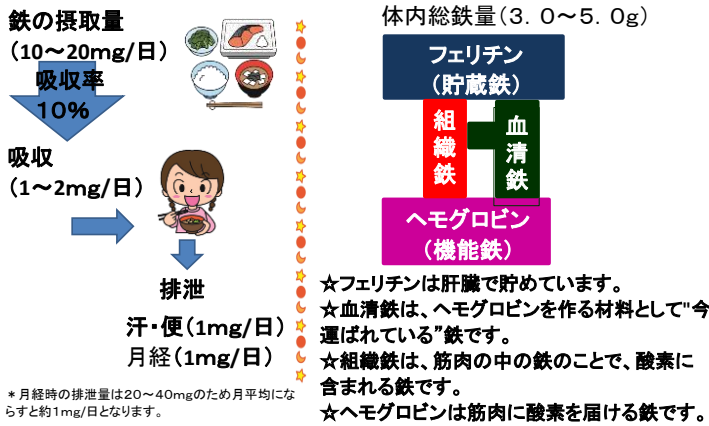 鉄の摂取量
（10～20mg/日）
吸収率
10%
吸収
（1～2mg/日）
排泄
汗・便（1mg/日）
月経（1mg/日）
＊月経時の排泄量は20～40mgのため月平均にな
らすと約1mg/日となります。
体内総鉄量（３．０～５．０g）
フェリチン
（貯蔵鉄）
組織鉄
血清鉄
ヘモグロビン
（機能鉄）
☆フェリチンは肝臓で貯めています。
☆血清鉄は、ヘモグロビンを作る材料として"今
運ばれている”鉄です。
☆組織鉄は、筋肉の中の鉄のことで、酸素に
含まれる鉄です。
☆ヘモグロビンは筋肉に酸素を届ける鉄です。